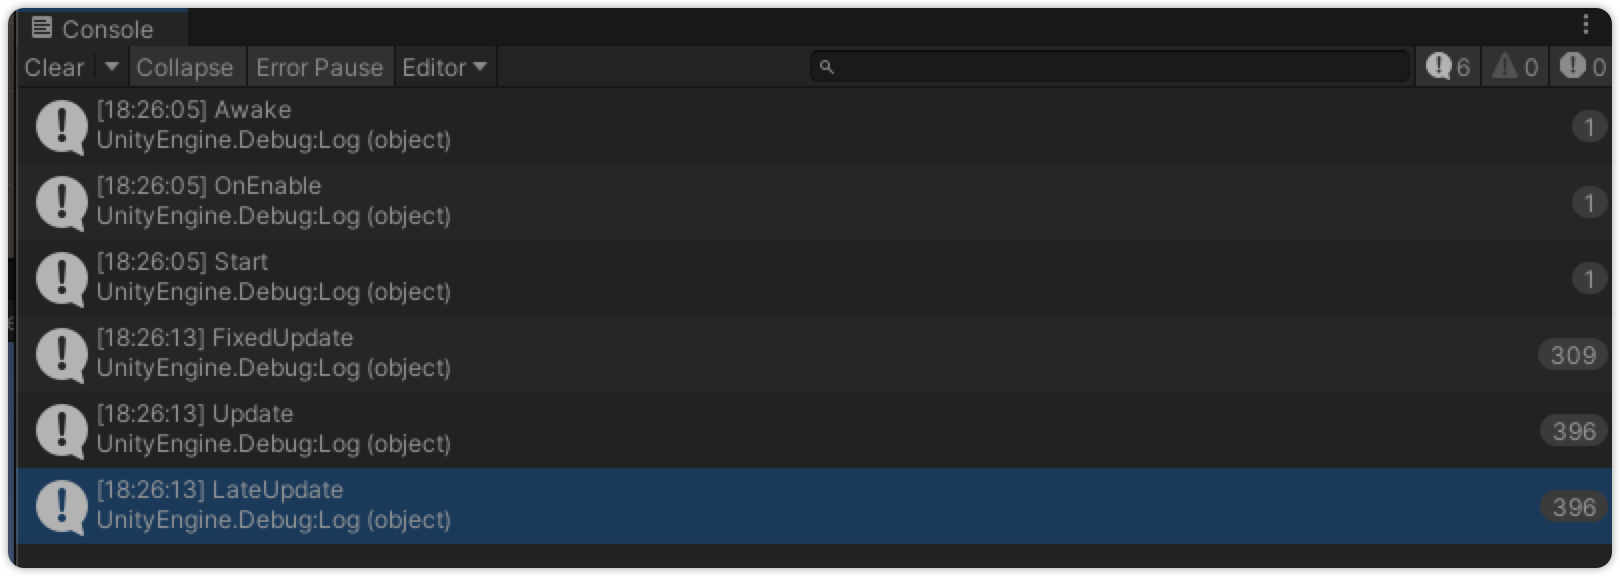 Console
Clear Collapse Error Pause Editor 6 0 0
[18:26:05] Awake
UnityEngine.Debug:Log (object)
1
[18:26:05] OnEnable
UnityEngine.Debug:Log (object)
1
[18:26:05] Start
UnityEngine.Debug:Log (object)
1
[18:26:13] FixedUpdate
UnityEngine.Debug:Log (object)
309
[18:26:13] Update
UnityEngine.Debug:Log (object)
396
[18:26:13] LateUpdate
UnityEngine.Debug:Log (object)
396